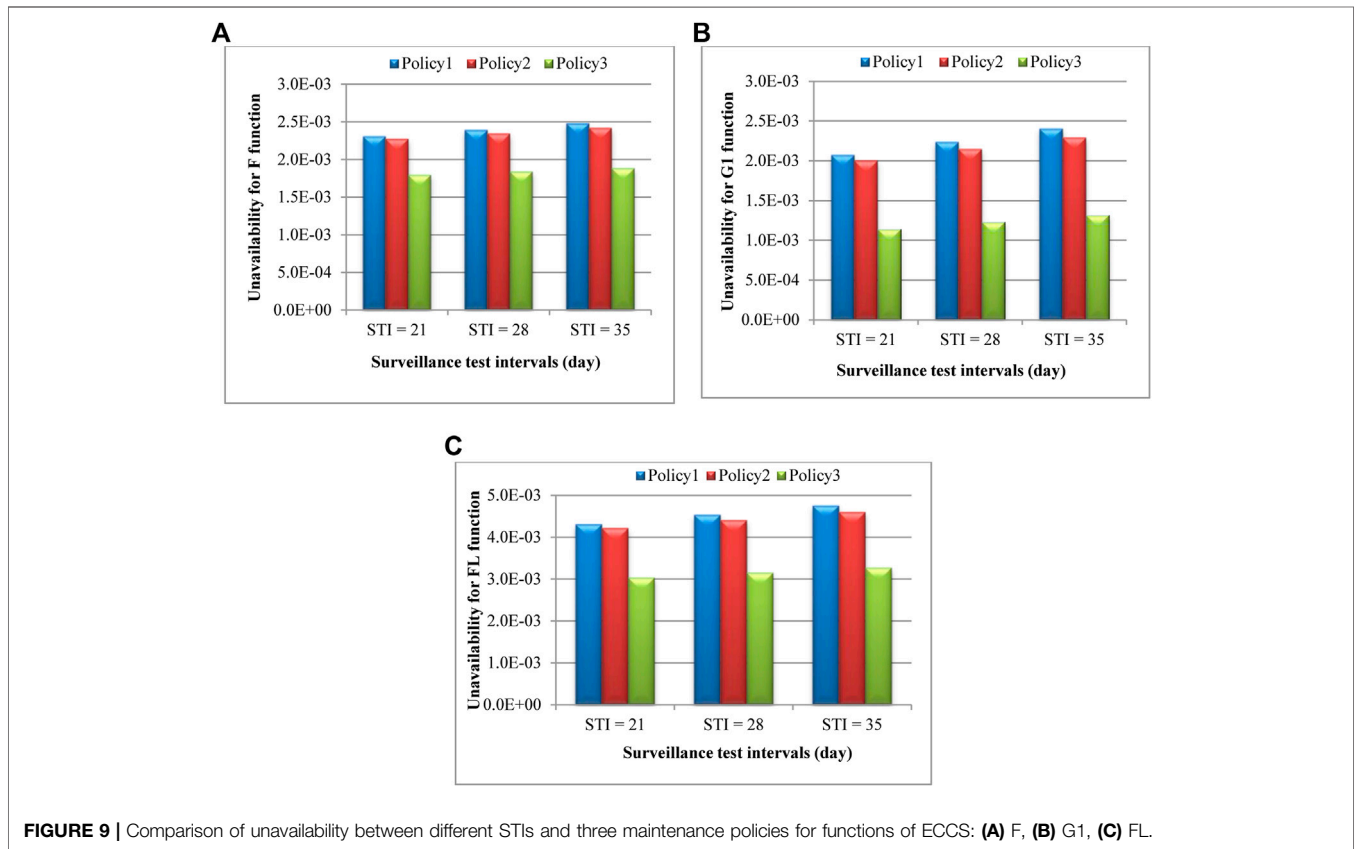 A
Policy1 Policy2 Policy3
Unavailability for F function
3.0E-03
2.5E-03
2.0E-03
1.5E-03
1.0E-03
5.0E-04
0.0E+00
STI = 21 STI = 28 STI = 35
Surveillance test intervals (day)
B
Policy1 Policy2 Policy3
Unavailability for G1 function
3.0E-03
2.5E-03
2.0E-03
1.5E-03
1.0E-03
5.0E-04
0.0E+00
STI = 21 STI = 28 STI = 35
Surveillance test intervals (day)
C
Policy1 Policy2 Policy3
Unavailability for FL function
5.0E-03
4.0E-03
3.0E-03
2.0E-03
1.0E-03
0.0E+00
STI = 21 STI = 28 STI = 35
Surveillance test intervals (day)
FIGURE 9 | Comparison of unavailability between different STIs and three maintenance policies for functions of ECCS: (A) F, (B) G1, (C) FL.